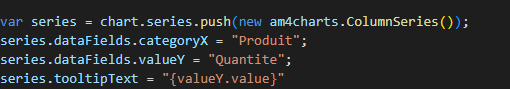 var series = chart.series.push(new am4charts.ColumnSeries());
series.dataFields.categoryX = "Produit";
series.dataFields.valueY = "Quantite";
series.tooltipText = "{valueY.value}"